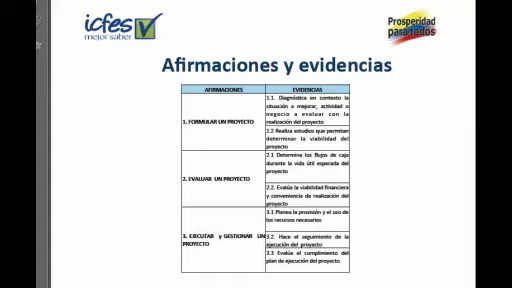 icfes
mejor saber
Prosperidad
para todos
Afirmaciones y evidencias
AFIRMACIONES
EVIDENCIAS
1. FORMULAR UN PROYECTO
1.1. Diagnóstica en contexto la
situación a mejorar, actividad o
negocio a evaluar con la
realización del proyecto
1.2 Realiza estudios que permitan
determinar la viabilidad del
proyecto
2. EVALUAR UN PROYECTO
2.1 Determina los flujos de caja
durante la vida útil esperada del
proyecto
2.2. Evalúa la viabilidad financiera
y conveniencia de realización del
proyecto
3. EJECUTAR y GESTIONAR UN
PROYECTO
3.1 Planea la provisión y el uso de
los recursos necesarios
3.2. Hace el seguimiento de la
ejecución del proyecto
3.3 Evalúa el cumplimiento del
plan de ejecución del proyecto